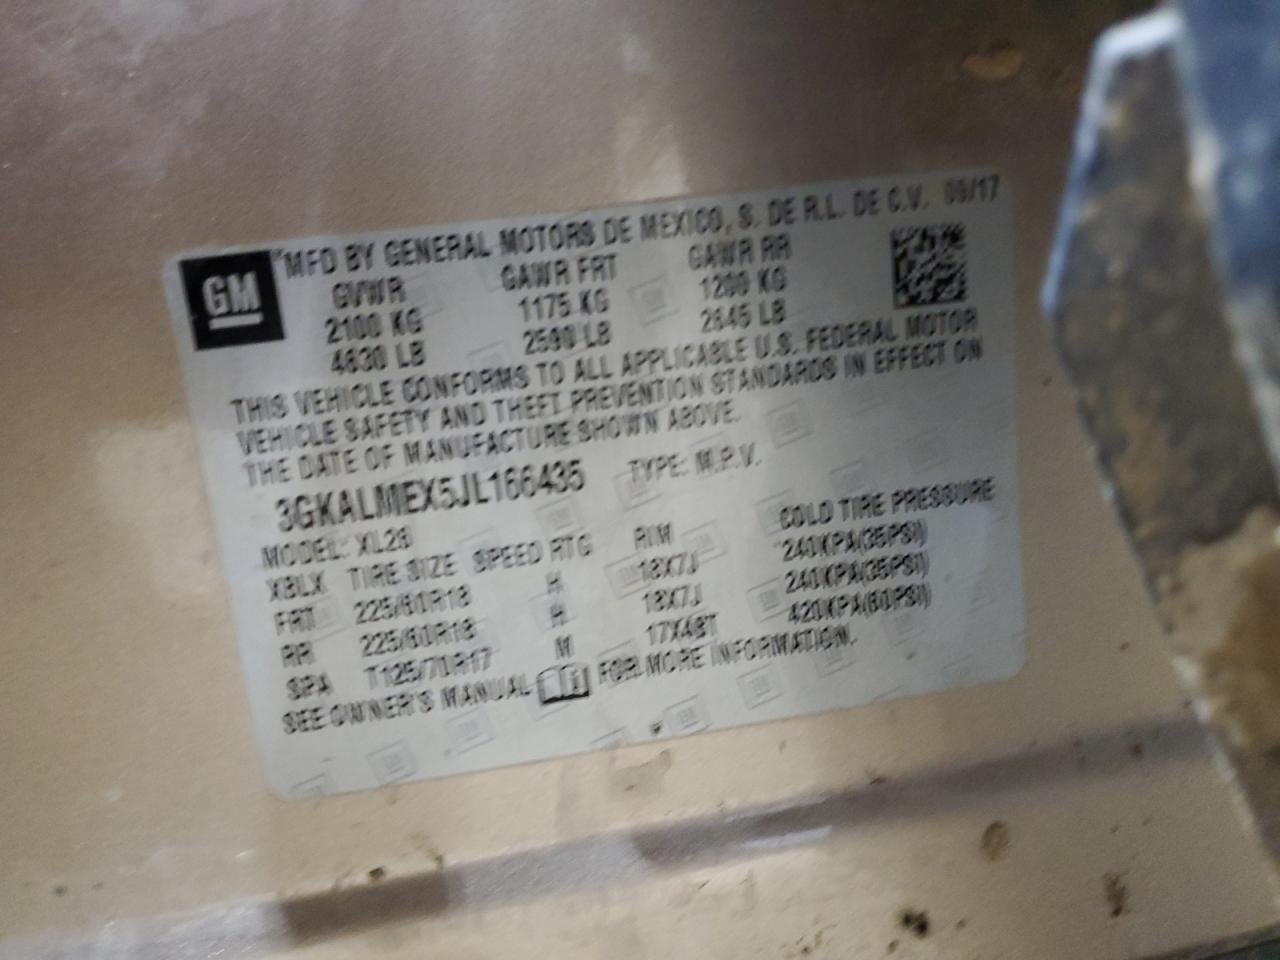 GM
MFD BY GENERAL MOTORS DE MEXICO, S. DE R.L. DE C.V. 09/17
GVWR GAWR FRT GAWR RR
2100 KG 1175 KG 1200 KG
4630 LB 2590 LB 2645 LB
THIS VEHICLE CONFORMS TO ALL APPLICABLE U.S. FEDERAL MOTOR
VEHICLE SAFETY AND THEFT PREVENTION STANDARDS IN EFFECT ON
THE DATE OF MANUFACTURE SHOWN ABOVE.
3GKALMEX5JL166435 TYPE: M.P.V.
MODEL: XL26
XBLX TIRE SIZE SPEED RTG RIM COLD TIRE PRESSURE
FRT 225/60R18 H 18X7J 240KPA(35PSI)
RR 225/60R18 H 18X7J 240KPA(35PSI)
SPA T125/70R17 M 17X4BT 420KPA(60PSI)
SEE OWNER'S MANUAL FOR MORE INFORMATION.